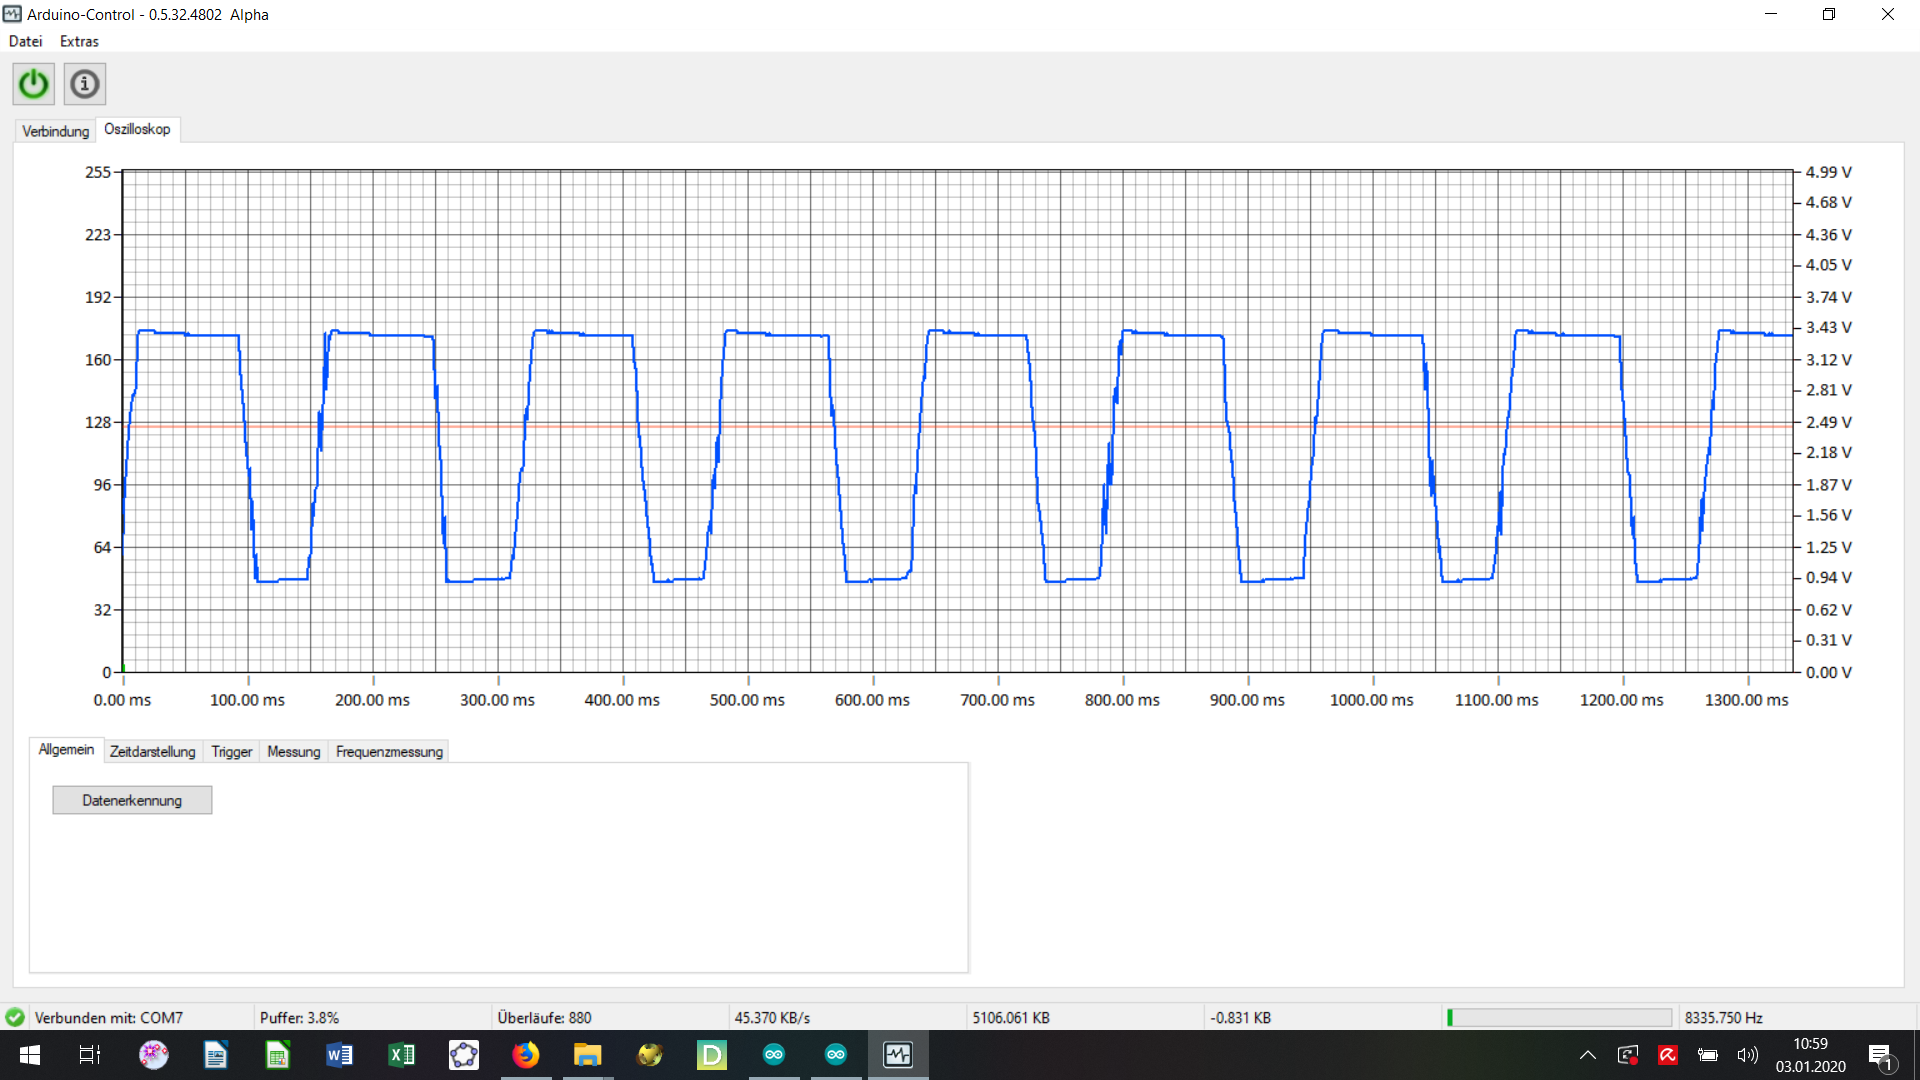 Arduino-Control - 0.5.32.4802  Alpha
Datei Extras
Verbindung Oszilloskop
255 4.99 V
4.68 V
223 4.36 V
4.05 V
192 3.74 V
3.43 V
160 3.12 V
2.81 V
128 2.49 V
2.18 V
96 1.87 V
1.56 V
64 1.25 V
0.94 V
32 0.62 V
0.31 V
0 0.00 V
0.00 ms 100.00 ms 200.00 ms 300.00 ms 400.00 ms 500.00 ms 600.00 ms 700.00 ms 800.00 ms 900.00 ms 1000.00 ms 1100.00 ms 1200.00 ms 1300.00 ms
Allgemein Zeitdarstellung Trigger Messung Frequenzmessung
Datenerkennung
Verbunden mit: COM7 Puffer: 3.8% Überläufe: 880 45.370 KB/s 5106.061 KB -0.831 KB 8335.750 Hz
10:59
03.01.2020
1